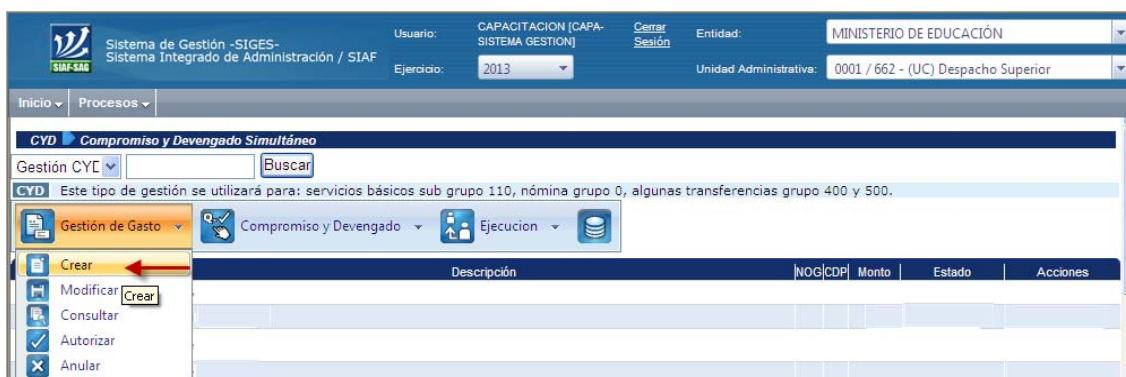 SIAF-SAG
Sistema de Gestión -SIGES-
Sistema Integrado de Administración / SIAF
Usuario:
CAPACITACION [CAPA-
SISTEMA GESTION]
Cerrar
Sesión
Entidad:
MINISTERIO DE EDUCACIÓN
Ejercicio:
2013
Unidad Administrativa:
0001 / 662 - (UC) Despacho Superior
Inicio Procesos
CYD Compromiso y Devengado Simultáneo
Gestión CYD Buscar
CYD Este tipo de gestión se utilizará para: servicios básicos sub grupo 110, nómina grupo 0, algunas transferencias grupo 400 y 500.
Gestión de Gasto Compromiso y Devengado Ejecucion
Descripción NOG CDP Monto Estado Acciones
Crear
Modificar
Crear
Consultar
Autorizar
Anular